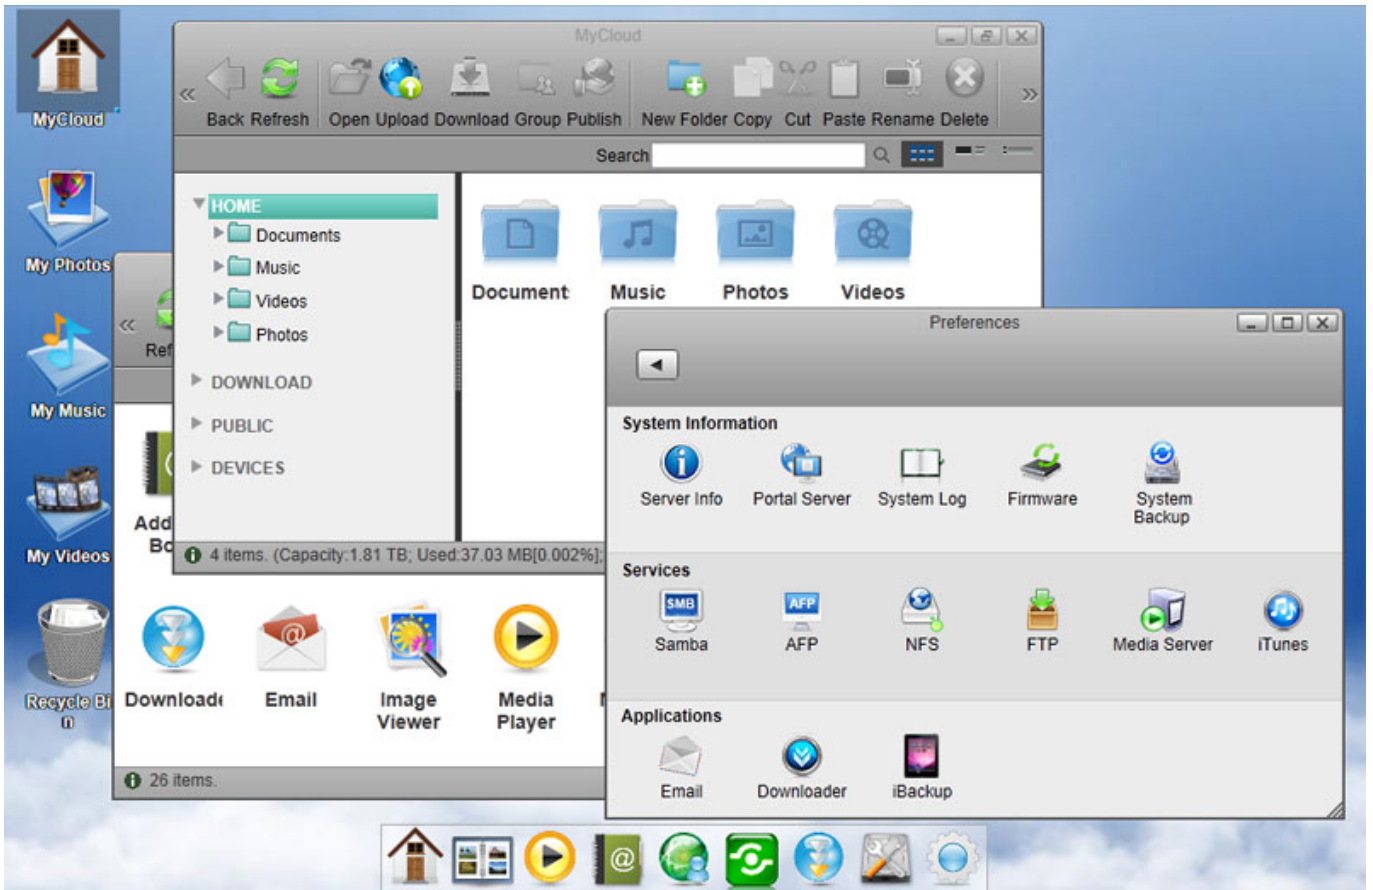 MyCloud
My Photos
My Music
My Videos
Recycle Bi
n
MyCloud
Back Refresh Open Upload Download Group Publish New Folder Copy Cut Paste Rename Delete
Search
HOME
Documents
Music
Videos
Photos
DOWNLOAD
PUBLIC
DEVICES
Document
Music
Photos
Videos
4 items. (Capacity:1.81 TB; Used:37.03 MB[0.002%];
Ref
Add
Bo
Downloade
Email
Image
Viewer
Media
Player
26 items.
Preferences
System Information
Server Info
Portal Server
System Log
Firmware
System
Backup
Services
SMB
Samba
AFP
AFP
NFS
FTP
Media Server
iTunes
Applications
Email
Downloader
iBackup